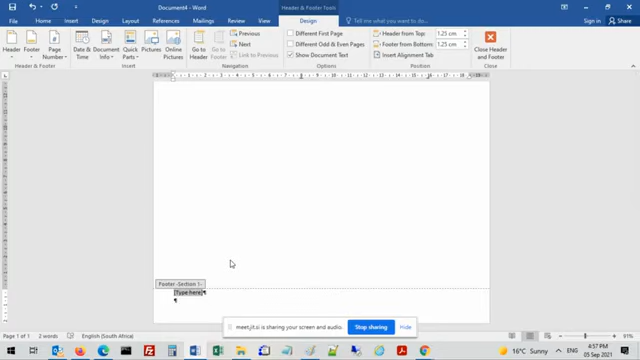 Document4 - Word
Header & Footer Tools
Sign in
Share
File
Home
Insert
Design
Layout
References
Mailings
Review
View
Design
Tell me what you want to do
Header
Footer
Page Number
Date & Time
Document Info
Quick Parts
Pictures
Online Pictures
Go to Header
Go to Footer
Previous
Next
Link to Previous
Different First Page
Different Odd & Even Pages
Show Document Text
Header from Top:
1.25 cm
Footer from Bottom:
1.25 cm
Insert Alignment Tab
Close Header and Footer
Header & Footer
Insert
Navigation
Options
Position
Close
Footer -Section 1-
[Type here]¶
¶
meet.jit.si is sharing your screen and audio.
Stop sharing
Hide
Page 1 of 1
2 words
English (South Africa)
16°C Sunny
ENG
4:57 PM
05 Sep 2021